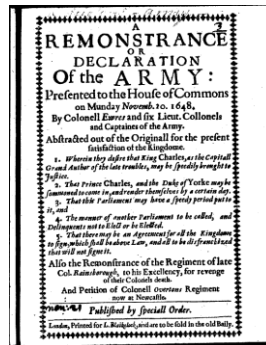 A
REMONSTRANCE
OR
DECLARATION
Of the ARMY:
Presented to the House of Commons
on Munday Novemb. 20. 1648,
By Colonell Ewres and six Lieut. Collonels
and Captaines of the Army.
Abstracted out of the Originall for the present
satisfaction of the Kingdome.
1. Wherein they desire that King Charles, as the Capitall
Grand Author of the late troubles, may be speedily brought to
Justice.
2. That Prince Charles, and the Duke of Yorke may be
summoned to come in, and render themselves by a certain day.
3. That this Parliament may have a speedy period put to
it, and
4. The manner of another Parliament to be called, and
Delinquents not to Elect or be Elected.
5. That there may be an Agreement for all the Kingdome
to sign, which shall be above Law, and all to be disfranchized
that will not signe it.
Also the Remonstrance of the Regiment of late
Col. Rainsborough, to his Excellency, for revenge
of their Colonels death.
And Petition of Colonell Overtons Regiment
now at Newcastle.
Published by speciall Order.
London, Printed for and are to be sold in the old Baily.